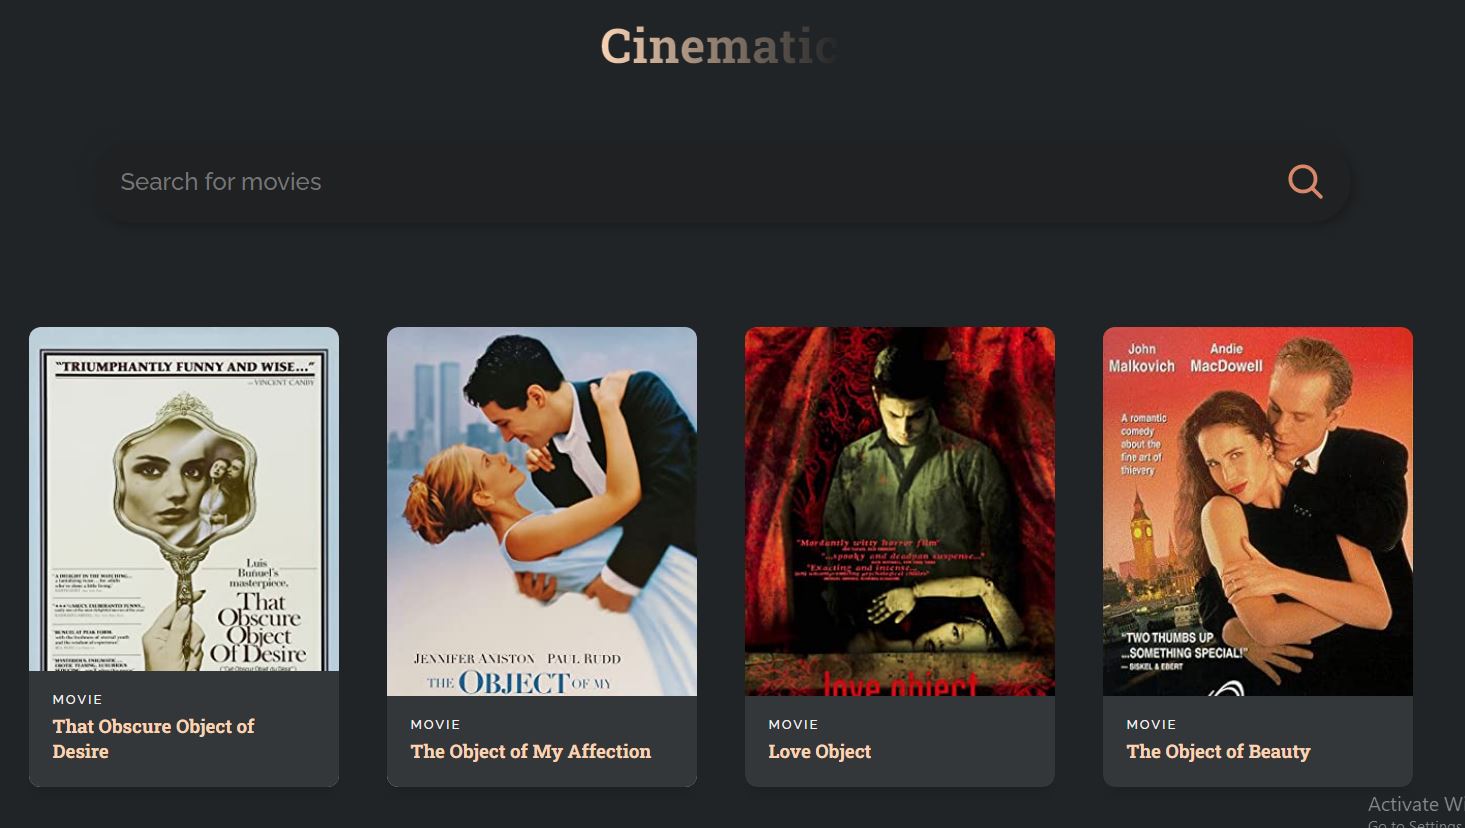 Cinematic
Search for movies
"TRIUMPHANTLY FUNNY AND WISE..."
— VINCENT CANBY
Luis
Buñuel's
masterpiece.
That
Obscure
Object
Of Desire
MOVIE
That Obscure Object of
Desire
JENNIFER ANISTON PAUL RUDD
THE OBJECT OF MY
MOVIE
The Object of My Affection
"Mordantly witty horror film"
"...spooky and deadpan suspense..."
"Exacting and intense...
love object
MOVIE
Love Object
John Malkovich
Andie MacDowell
A romantic
comedy
about the
fine art of
thievery
"TWO THUMBS UP
...SOMETHING SPECIAL!"
— SISKEL & EBERT
MOVIE
The Object of Beauty
Activate Wi
Go to Settings